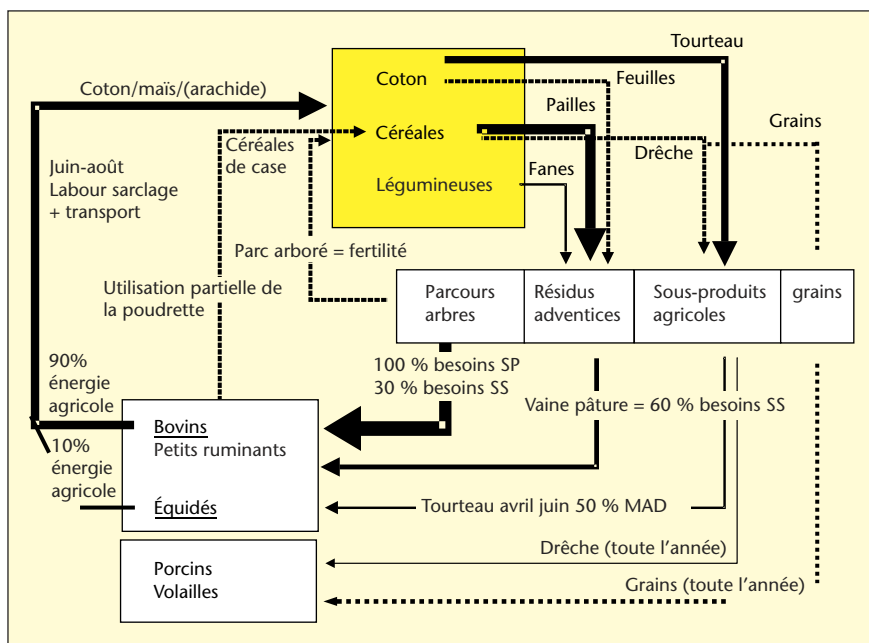 Tourteau
Coton
Feuilles
Coton/maïs/(arachide)
Pailles
Grains
Céréales
Céréales
de case
Drêche
Juin-août
Labour sarclage
+ transport
Fanes
Légumineuses
Parc arboré = fertilité
Utilisation partielle de
la poudrette
Parcours
arbres
Résidus
adventices
Sous-produits
agricoles
grains
100 % besoins SP
30 % besoins SS
90%
énergie
agricole
Vaine pâture = 60 % besoins SS
Bovins
Petits ruminants
10%
énergie
agricole
Équidés
Tourteau avril juin 50 % MAD
Drêche (toute l’année)
Porcins
Volailles
Grains (toute l’année)